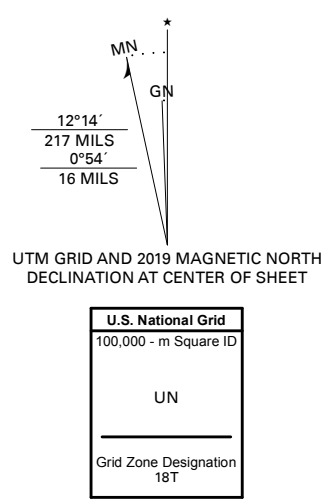 ★
MN
GN
12°14´
217 MILS
0°54´
16 MILS
UTM GRID AND 2019 MAGNETIC NORTH
DECLINATION AT CENTER OF SHEET
U.S. National Grid
100,000 - m Square ID
UN
Grid Zone Designation
18T